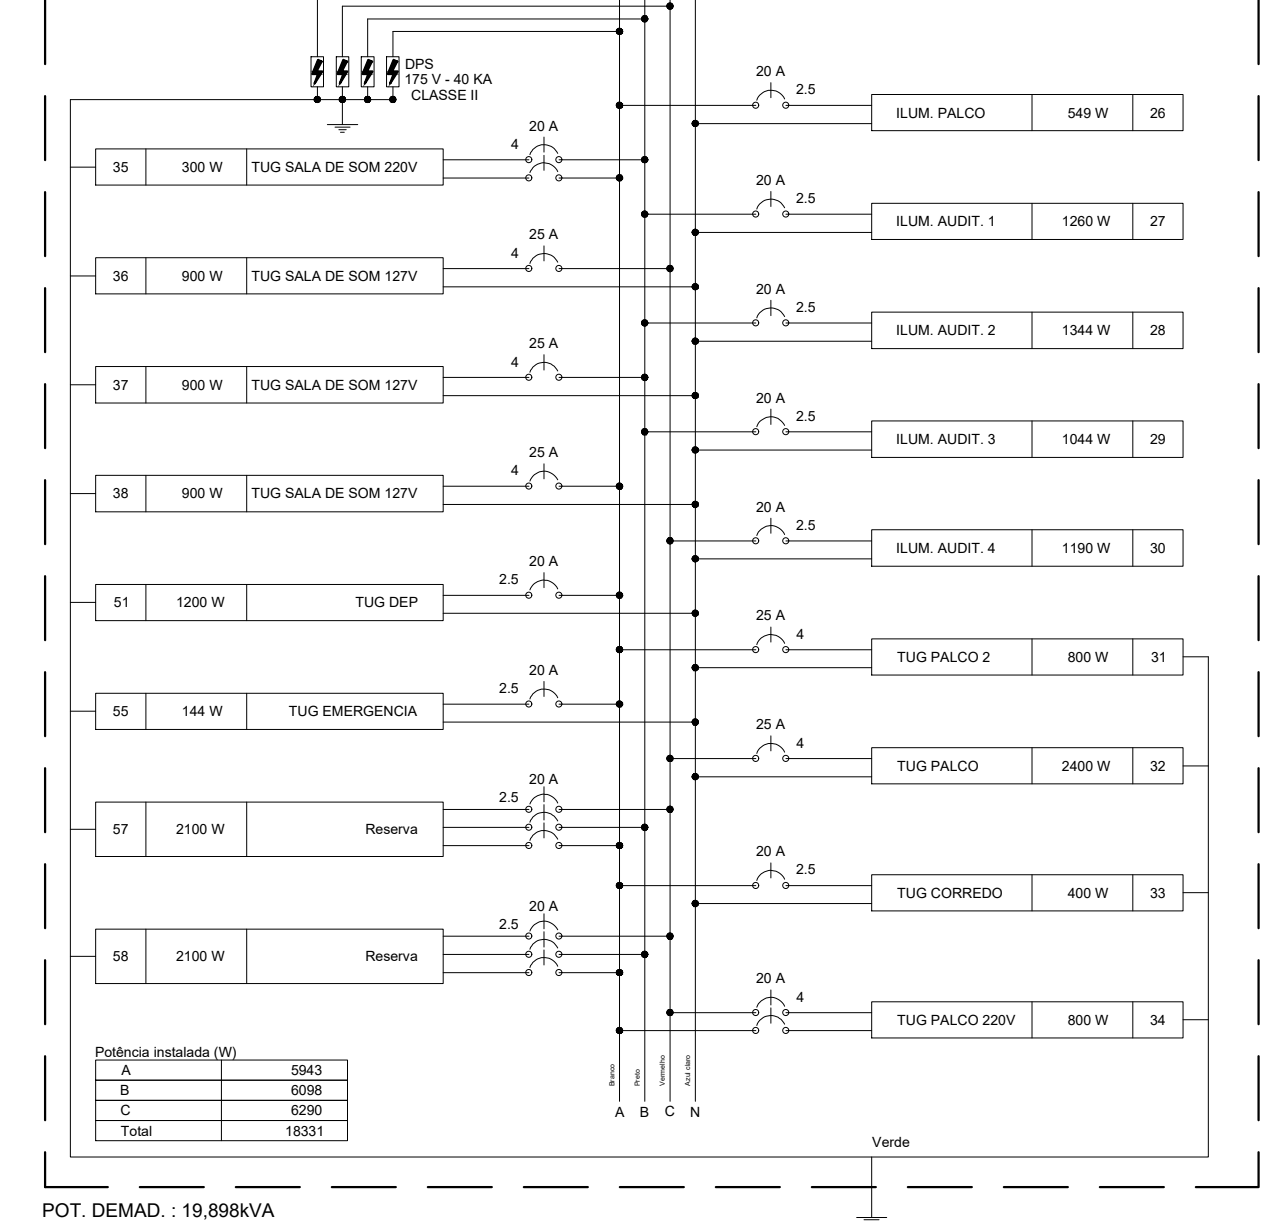 DPS
175 V - 40 KA
CLASSE II
20 A
4
35 300 W TUG SALA DE SOM 220V
25 A
4
36 900 W TUG SALA DE SOM 127V
25 A
4
37 900 W TUG SALA DE SOM 127V
25 A
4
38 900 W TUG SALA DE SOM 127V
20 A
2.5
51 1200 W TUG DEP
20 A
2.5
55 144 W TUG EMERGENCIA
20 A
2.5
57 2100 W Reserva
20 A
2.5
58 2100 W Reserva
20 A
2.5
ILUM. PALCO 549 W 26
20 A
2.5
ILUM. AUDIT. 1 1260 W 27
20 A
2.5
ILUM. AUDIT. 2 1344 W 28
20 A
2.5
ILUM. AUDIT. 3 1044 W 29
20 A
2.5
ILUM. AUDIT. 4 1190 W 30
25 A
4
TUG PALCO 2 800 W 31
25 A
4
TUG PALCO 2400 W 32
20 A
2.5
TUG CORREDO 400 W 33
20 A
4
TUG PALCO 220V 800 W 34
Potência instalada (W)
A 5943
B 6098
C 6290
Total 18331
Branco
Preto
Vermelho
Azul claro
A B C N
Verde
POT. DEMAD. : 19,898kVA